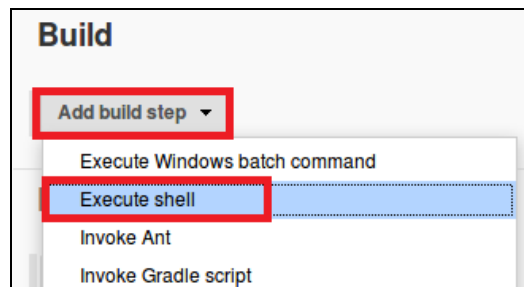 Build
Add build step
Execute Windows batch command
Execute shell
Invoke Ant
Invoke Gradle script